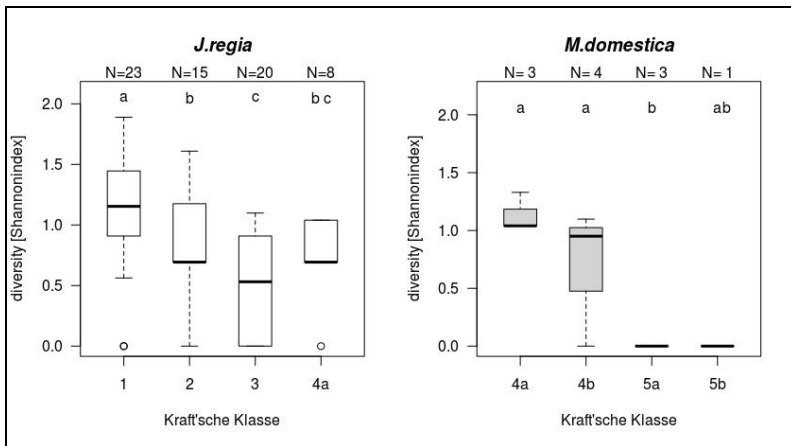 J.regia
N=23 N=15 N=20 N=8
a b c b c
diversity [Shannonindex]
2.0
1.5
1.0
0.5
0.0
1 2 3 4a
Kraft'sche Klasse
M.domestica
N= 3 N= 4 N= 3 N= 1
a a b ab
diversity [Shannonindex]
2.0
1.5
1.0
0.5
0.0
4a 4b 5a 5b
Kraft'sche Klasse